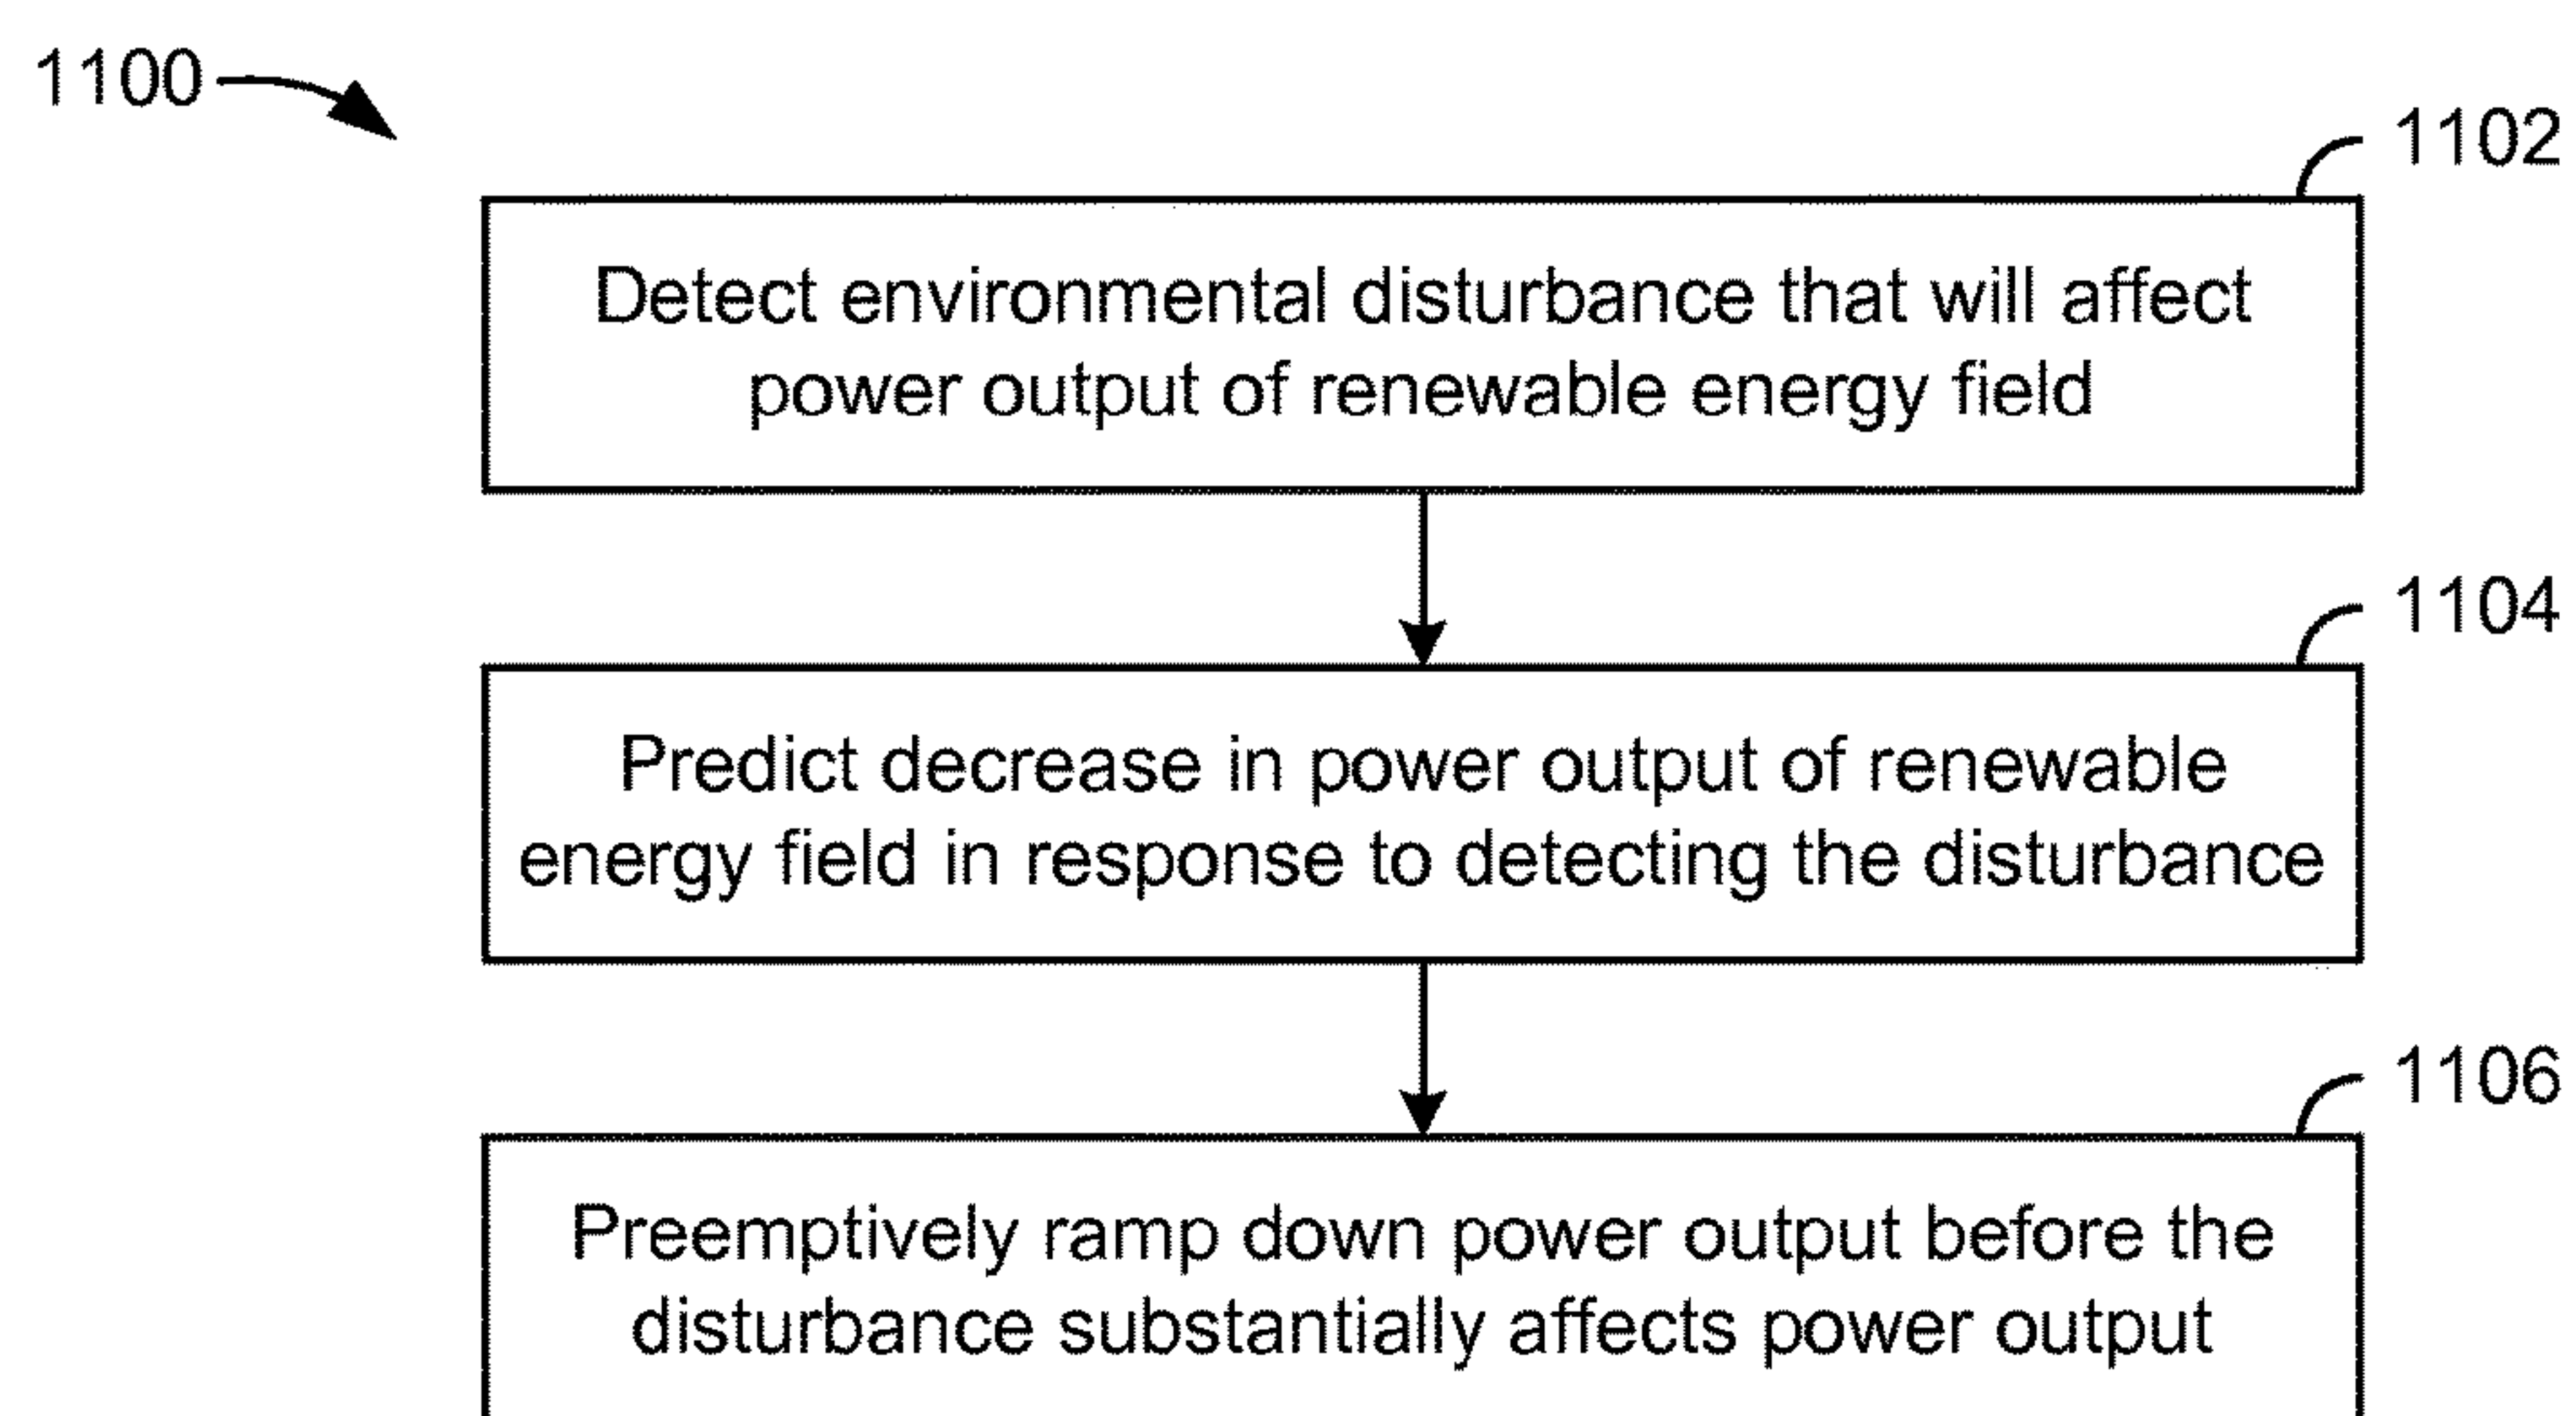 1100
1102
Detect environmental disturbance that will affect
power output of renewable energy field
1104
Predict decrease in power output of renewable
energy field in response to detecting the disturbance
1106
Preemptively ramp down power output before the
disturbance substantially affects power output